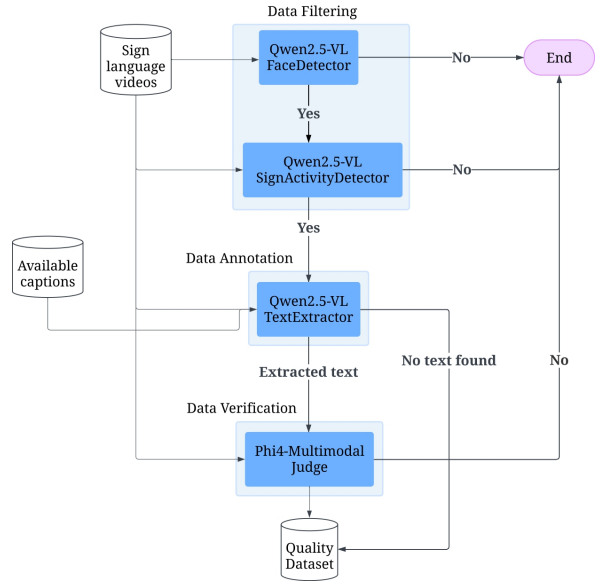 Data Filtering
Sign
language
videos
Qwen2.5-VL
FaceDetector
No
End
Yes
Qwen2.5-VL
SignActivityDetector
No
Yes
Data Annotation
Available
captions
Qwen2.5-VL
TextExtractor
No text found
No
Extracted text
Data Verification
Phi4-Multimodal
Judge
Quality
Dataset